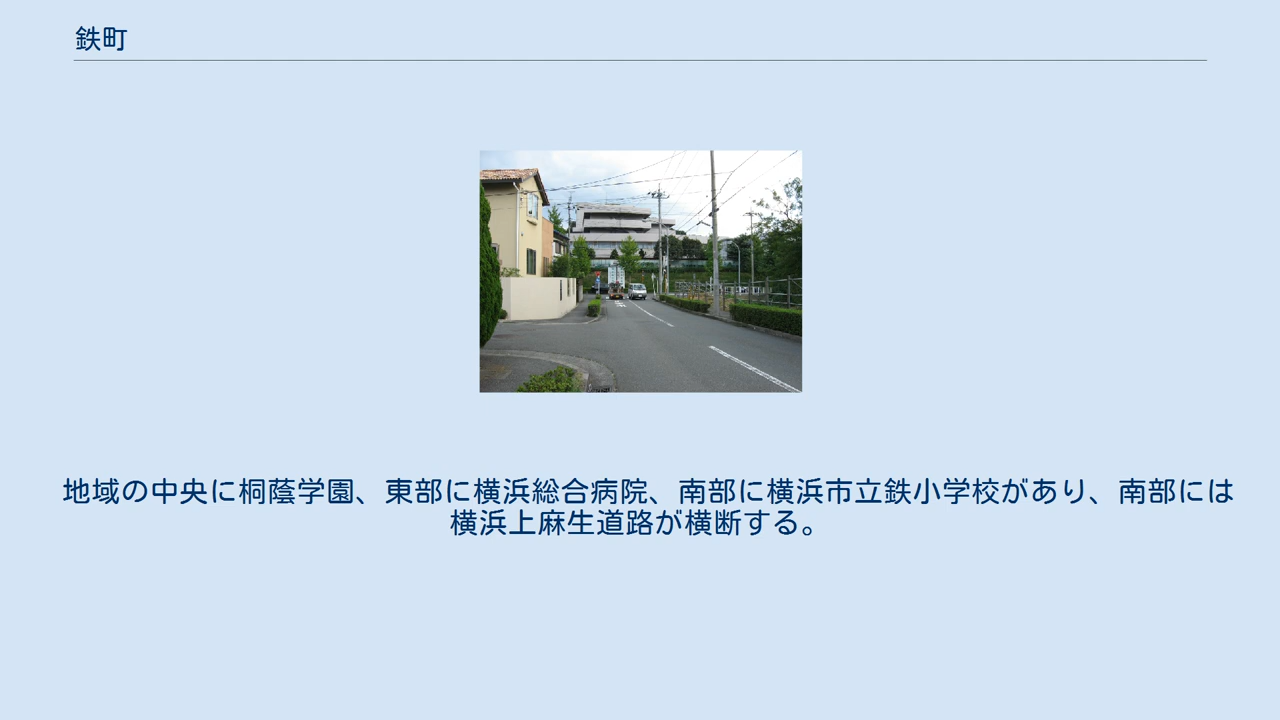 鉄町
地域の中央に桐蔭学園、東部に横浜総合病院、南部に横浜市立鉄小学校があり、南部には
横浜上麻生道路が横断する。